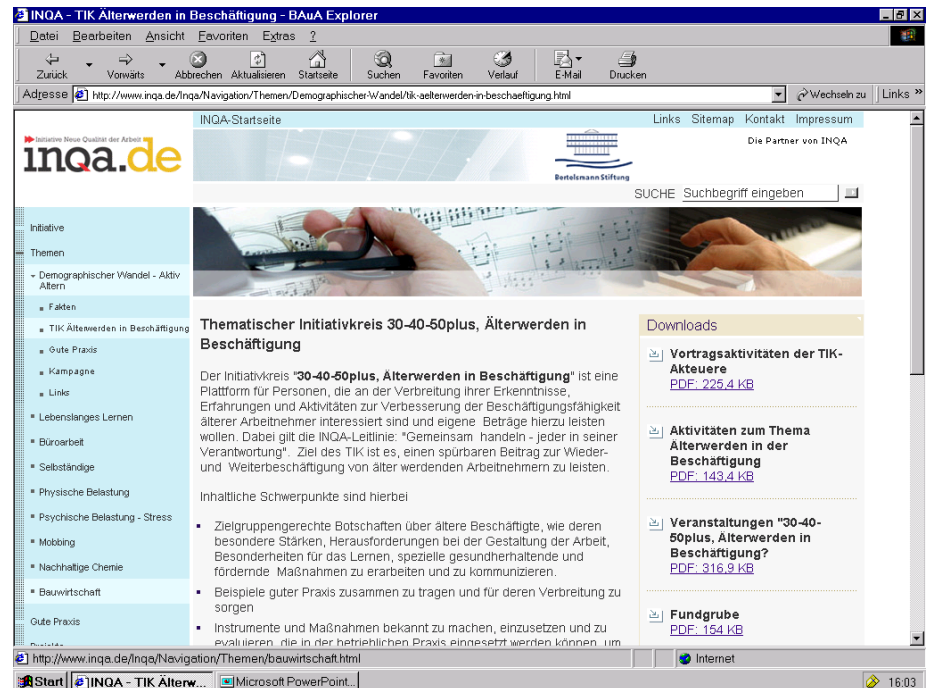 INQA - TIK Älterwerden in Beschäftigung - BAuA Explorer
Datei Bearbeiten Ansicht Favoriten Extras ?
Zurück Vorwärts Abbrechen Aktualisieren Startseite Suchen Favoriten Verlauf E-Mail Drucken
Adresse http://www.inqa.de/Inqa/Navigation/Themen/Demographischer-Wandel/tik-aelterwerden-in-beschaeftigung.html Wechseln zu Links »
INQA-Startseite Links Sitemap Kontakt Impressum
Initiative Neue Qualität der Arbeit
inqa.de
Bertelsmann Stiftung
Die Partner von INQA
SUCHE Suchbegriff eingeben
Initiative
Themen
Demographischer Wandel - Aktiv
Altern
Fakten
TIK Älterwerden in Beschäftigung
Gute Praxis
Kampagne
Links
Lebenslanges Lernen
Büroarbeit
Selbständige
Physische Belastung
Psychische Belastung - Stress
Mobbing
Nachhaltige Chemie
Bauwirtschaft
Gute Praxis
Projekte
Thematischer Initiativkreis 30-40-50plus, Älterwerden in
Beschäftigung
Der Initiativkreis "30-40-50plus, Älterwerden in Beschäftigung" ist eine
Plattform für Personen, die an der Verbreitung ihrer Erkenntnisse,
Erfahrungen und Aktivitäten zur Verbesserung der Beschäftigungsfähigkeit
älterer Arbeitnehmer interessiert sind und eigene Beträge hierzu leisten
wollen. Dabei gilt die INQA-Leitlinie: "Gemeinsam handeln - jeder in seiner
Verantwortung". Ziel des TIK ist es, einen spürbaren Beitrag zur Wieder-
und Weiterbeschäftigung von älter werdenden Arbeitnehmern zu leisten.
Inhaltliche Schwerpunkte sind hierbei
Zielgruppengerechte Botschaften über ältere Beschäftigte, wie deren
besondere Stärken, Herausforderungen bei der Gestaltung der Arbeit,
Besonderheiten für das Lernen, spezielle gesundherhaltende und
fördernde Maßnahmen zu erarbeiten und zu kommunizieren.
Beispiele guter Praxis zusammen zu tragen und für deren Verbreitung zu
sorgen
Instrumente und Maßnahmen bekannt zu machen, einzusetzen und zu
evaluieren, die in der betrieblichen Praxis eingesetzt werden können, um
Downloads
Vortragsaktivitäten der TIK-
Akteuere
PDF: 225,4 KB
Aktivitäten zum Thema
Älterwerden in der
Beschäftigung
PDF: 143,4 KB
Veranstaltungen "30-40-
50plus, Älterwerden in
Beschäftigung?
PDF: 316,9 KB
Fundgrube
PDF: 154 KB
http://www.inqa.de/Inqa/Navigation/Themen/bauwirtschaft.html Internet
Start INQA - TIK Älterw... Microsoft PowerPoint... 16:03